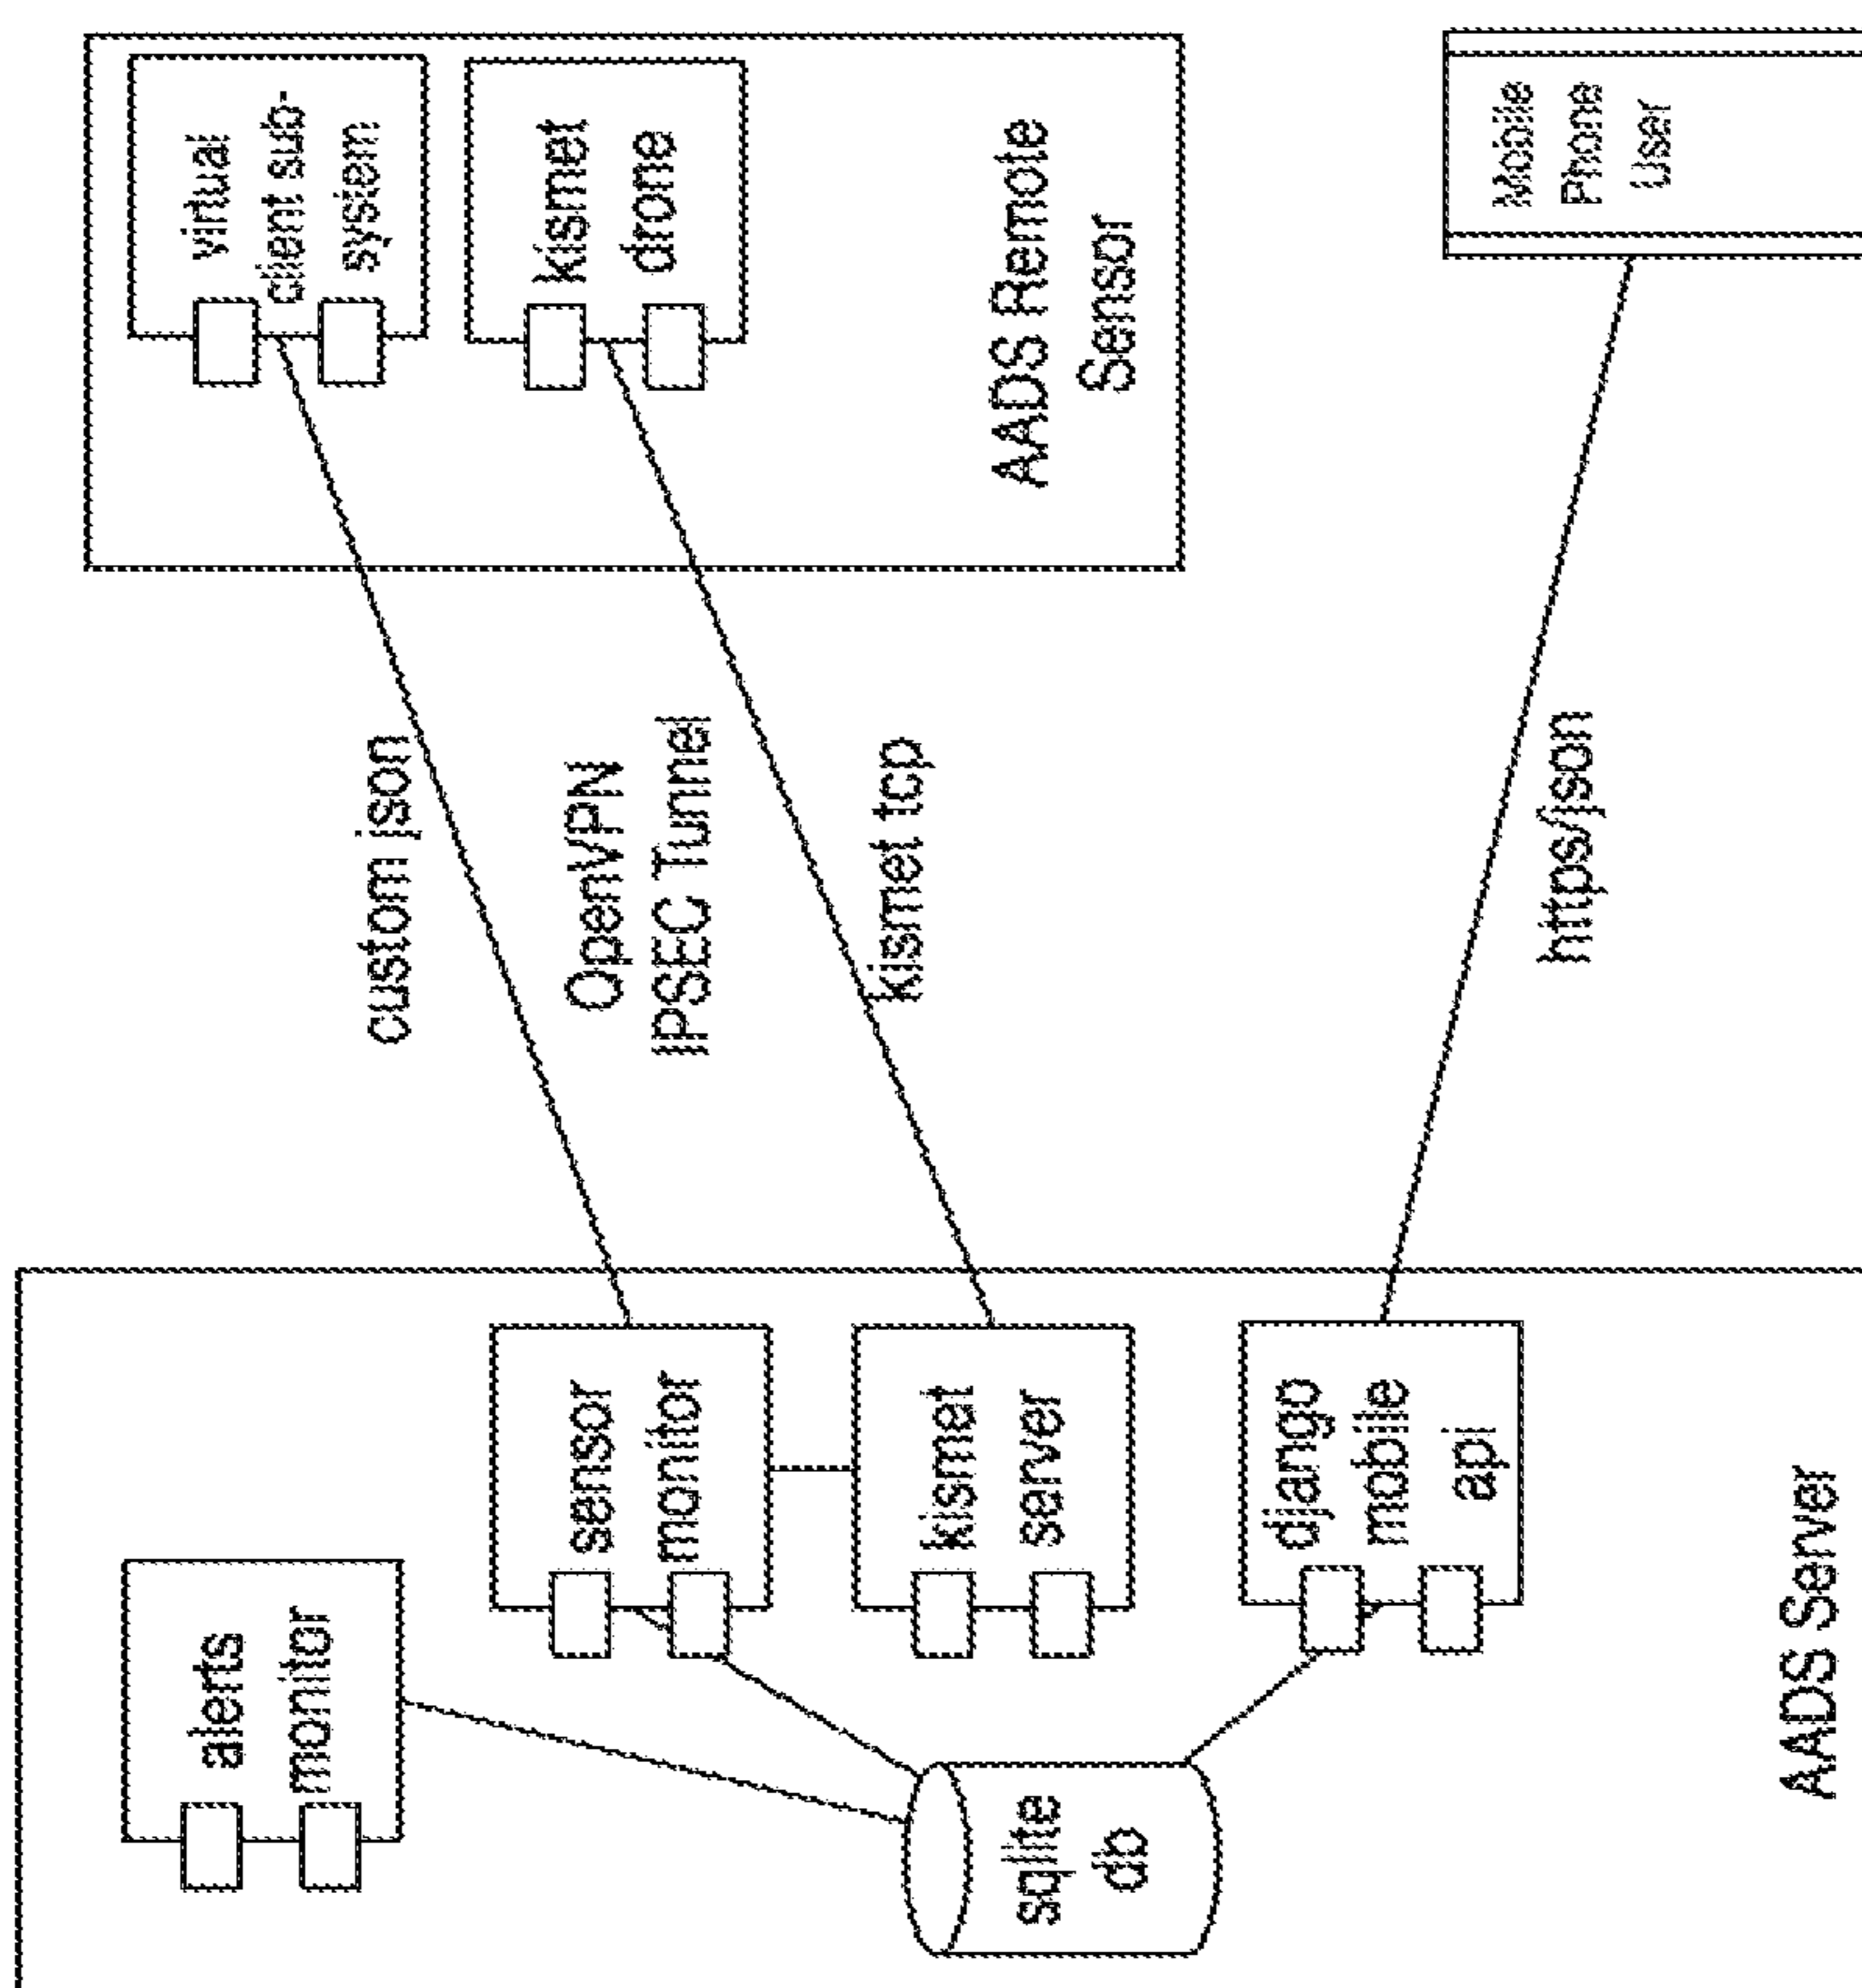 alerts
monitor
sensor
monitor
kismet
server
django
mobile
api
sqlite
db
AADS Server
custom json
OpenVPN
IPSEC Tunnel
kismet tcp
https/json
virtual
client sub-
system
kismet
drone
AADS Remote
Sensor
Mobile
Phone
User